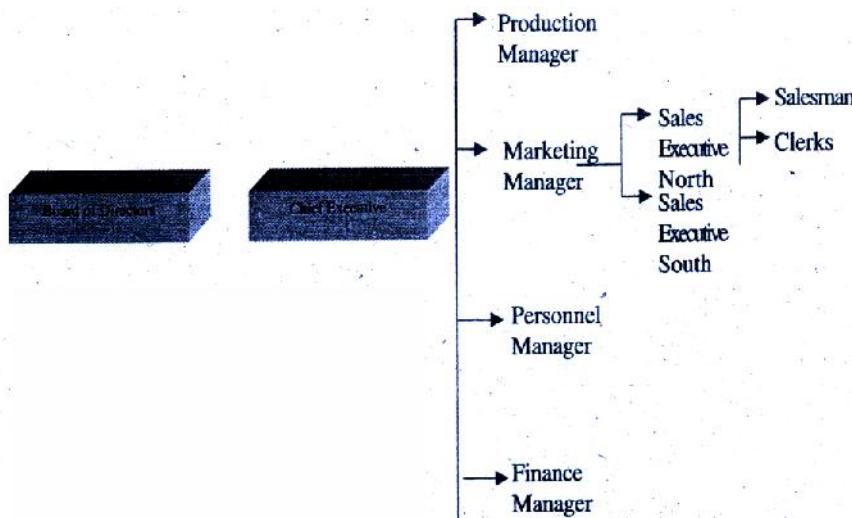 Board of Directors
Chief Executive
Production
Manager
Marketing
Manager
Sales
Executive
North
Sales
Executive
South
Salesman
Clerks
Personnel
Manager
Finance
Manager